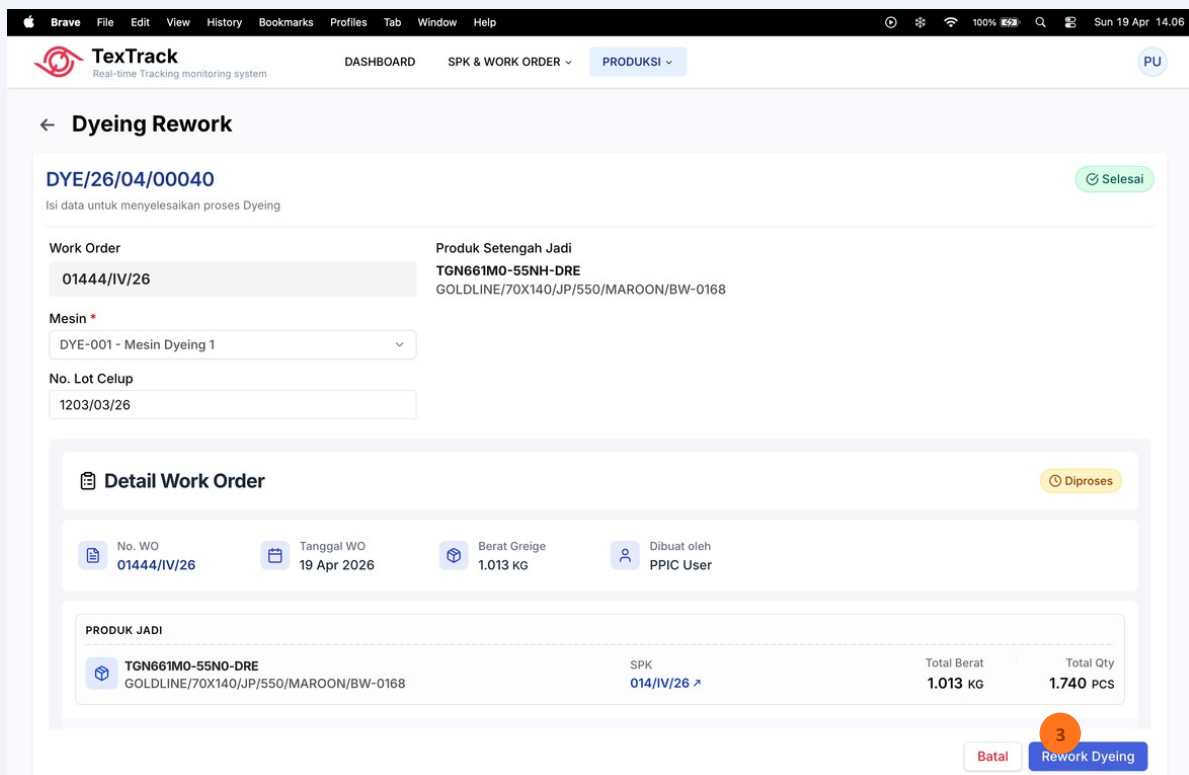 Brave File Edit View History Bookmarks Profiles Tab Window Help 100% Sun 19 Apr 14.06
TexTrack
Real-time Tracking monitoring system
DASHBOARD SPK & WORK ORDER PRODUKSI PU
Dyeing Rework
DYE/26/04/00040 Selesai
Isi data untuk menyelesaikan proses Dyeing
Work Order
01444/IV/26
Produk Setengah Jadi
TGN661M0-55NH-DRE
GOLDLINE/70X140/JP/550/MAROON/BW-0168
Mesin *
DYE-001 - Mesin Dyeing 1
No. Lot Celup
1203/03/26
Detail Work Order Diproses
No. WO
01444/IV/26
Tanggal WO
19 Apr 2026
Berat Greige
1.013 KG
Dibuat oleh
PPIC User
PRODUK JADI
TGN661M0-55N0-DRE
GOLDLINE/70X140/JP/550/MAROON/BW-0168
SPK
014/IV/26
Total Berat
1.013 KG
Total Qty
1.740 PCS
3
Batal Rework Dyeing